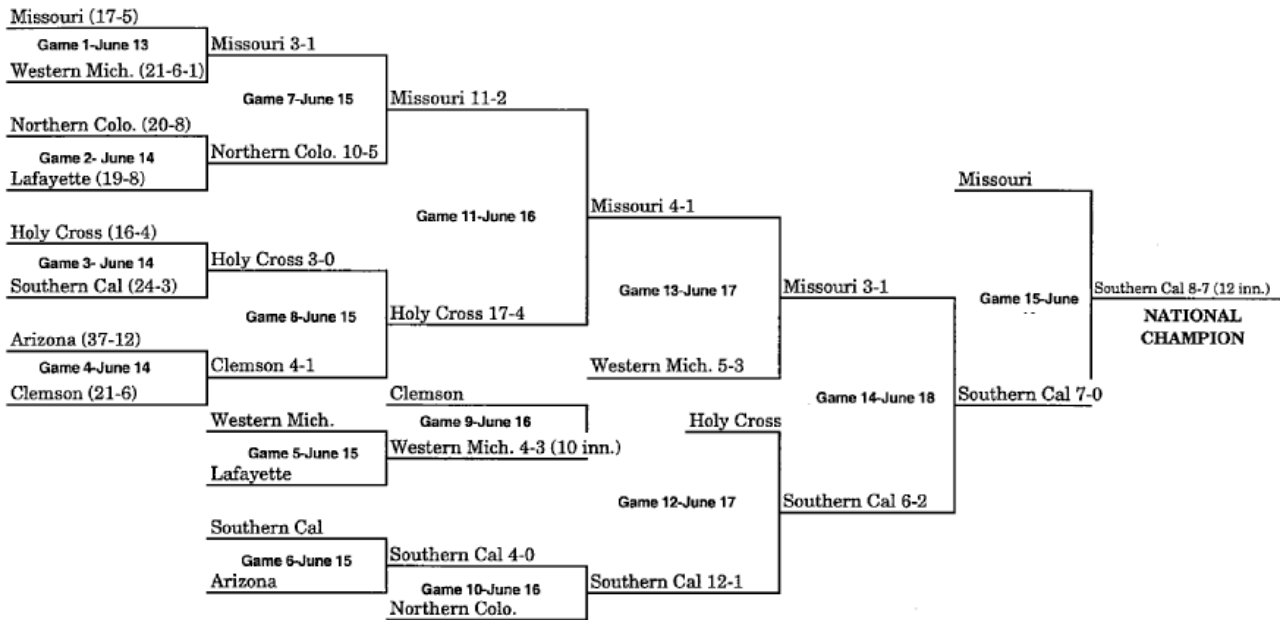 Missouri (17-5)
Game 1-June 13
Missouri 3-1
Western Mich. (21-6-1)
Game 7-June 15
Missouri 11-2
Northern Colo. (20-8)
Game 2- June 14
Northern Colo. 10-5
Lafayette (19-8)
Missouri
Game 11-June 16
Missouri 4-1
Holy Cross (16-4)
Game 3- June 14
Holy Cross 3-0
Southern Cal (24-3)
Game 13-June 17
Missouri 3-1
Game 15-June
Southern Cal 8-7 (12 inn.)
NATIONAL
CHAMPION
Game 8-June 15
Holy Cross 17-4
Arizona (37-12)
Game 4-June 14
Clemson 4-1
Western Mich. 5-3
Clemson (21-6)
Clemson
Game 14-June 18
Southern Cal 7-0
Western Mich.
Game 9-June 16
Holy Cross
Game 5-June 15
Western Mich. 4-3 (10 inn.)
Lafayette
Game 12-June 17
Southern Cal 6-2
Southern Cal
Game 6-June 15
Southern Cal 4-0
Arizona
Game 10-June 16
Southern Cal 12-1
Northern Colo.